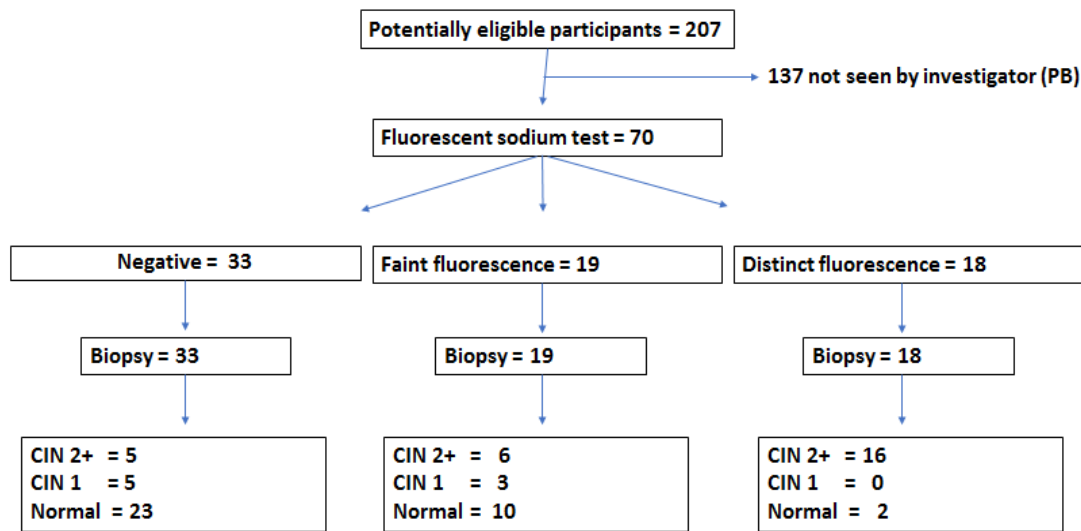 Potentially eligible participants = 207
137 not seen by investigator (PB)
Fluorescent sodium test = 70
Negative = 33
Faint fluorescence = 19
Distinct fluorescence = 18
Biopsy = 33
Biopsy = 19
Biopsy = 18
CIN 2+ = 5
CIN 1 = 5
Normal = 23
CIN 2+ = 6
CIN 1 = 3
Normal = 10
CIN 2+ = 16
CIN 1 = 0
Normal = 2